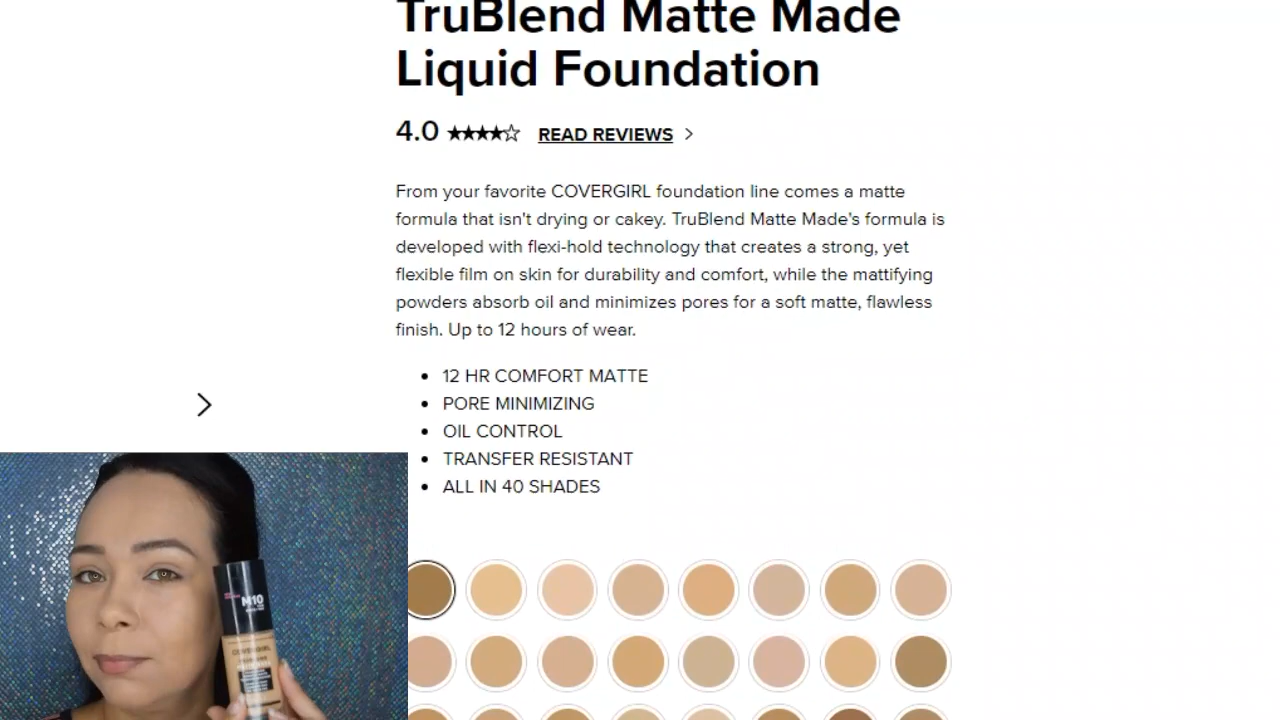 TruBlend Matte Made
Liquid Foundation
4.0 ★★★★☆ READ REVIEWS >
From your favorite COVERGIRL foundation line comes a matte
formula that isn't drying or cakey. TruBlend Matte Made's formula is
developed with flexi-hold technology that creates a strong, yet
flexible film on skin for durability and comfort, while the mattifying
powders absorb oil and minimizes pores for a soft matte, flawless
finish. Up to 12 hours of wear.
• 12 HR COMFORT MATTE
• PORE MINIMIZING
• OIL CONTROL
• TRANSFER RESISTANT
• ALL IN 40 SHADES
M10
COVERGIRL